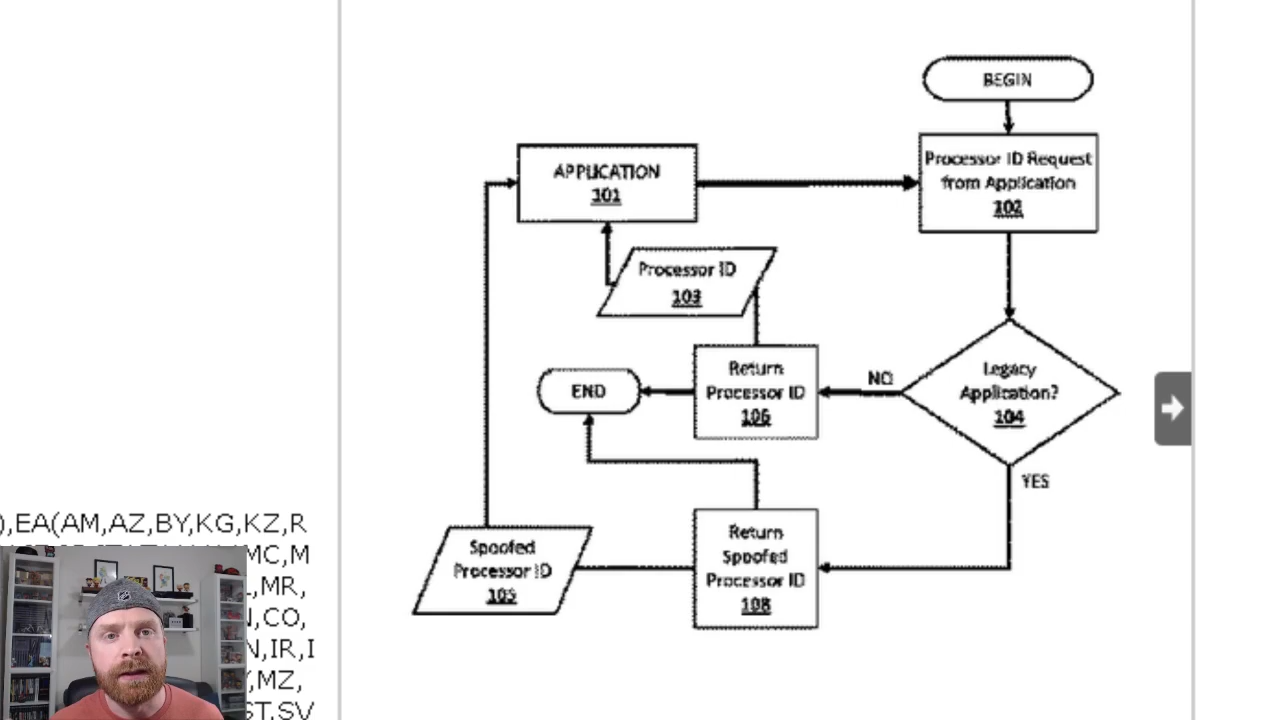 BEGIN
Processor ID Request
from Application
102
APPLICATION
101
Processor ID
103
Legacy
Application?
104
NO
YES
Return
Processor ID
106
END
Return
Spoofed
Processor ID
108
Spoofed
Processor ID
105
),EA(AM,AZ,BY,KG,KZ,R
MC,M
,MR,
,CO,
N,IR,I
,MZ,
ST,SV